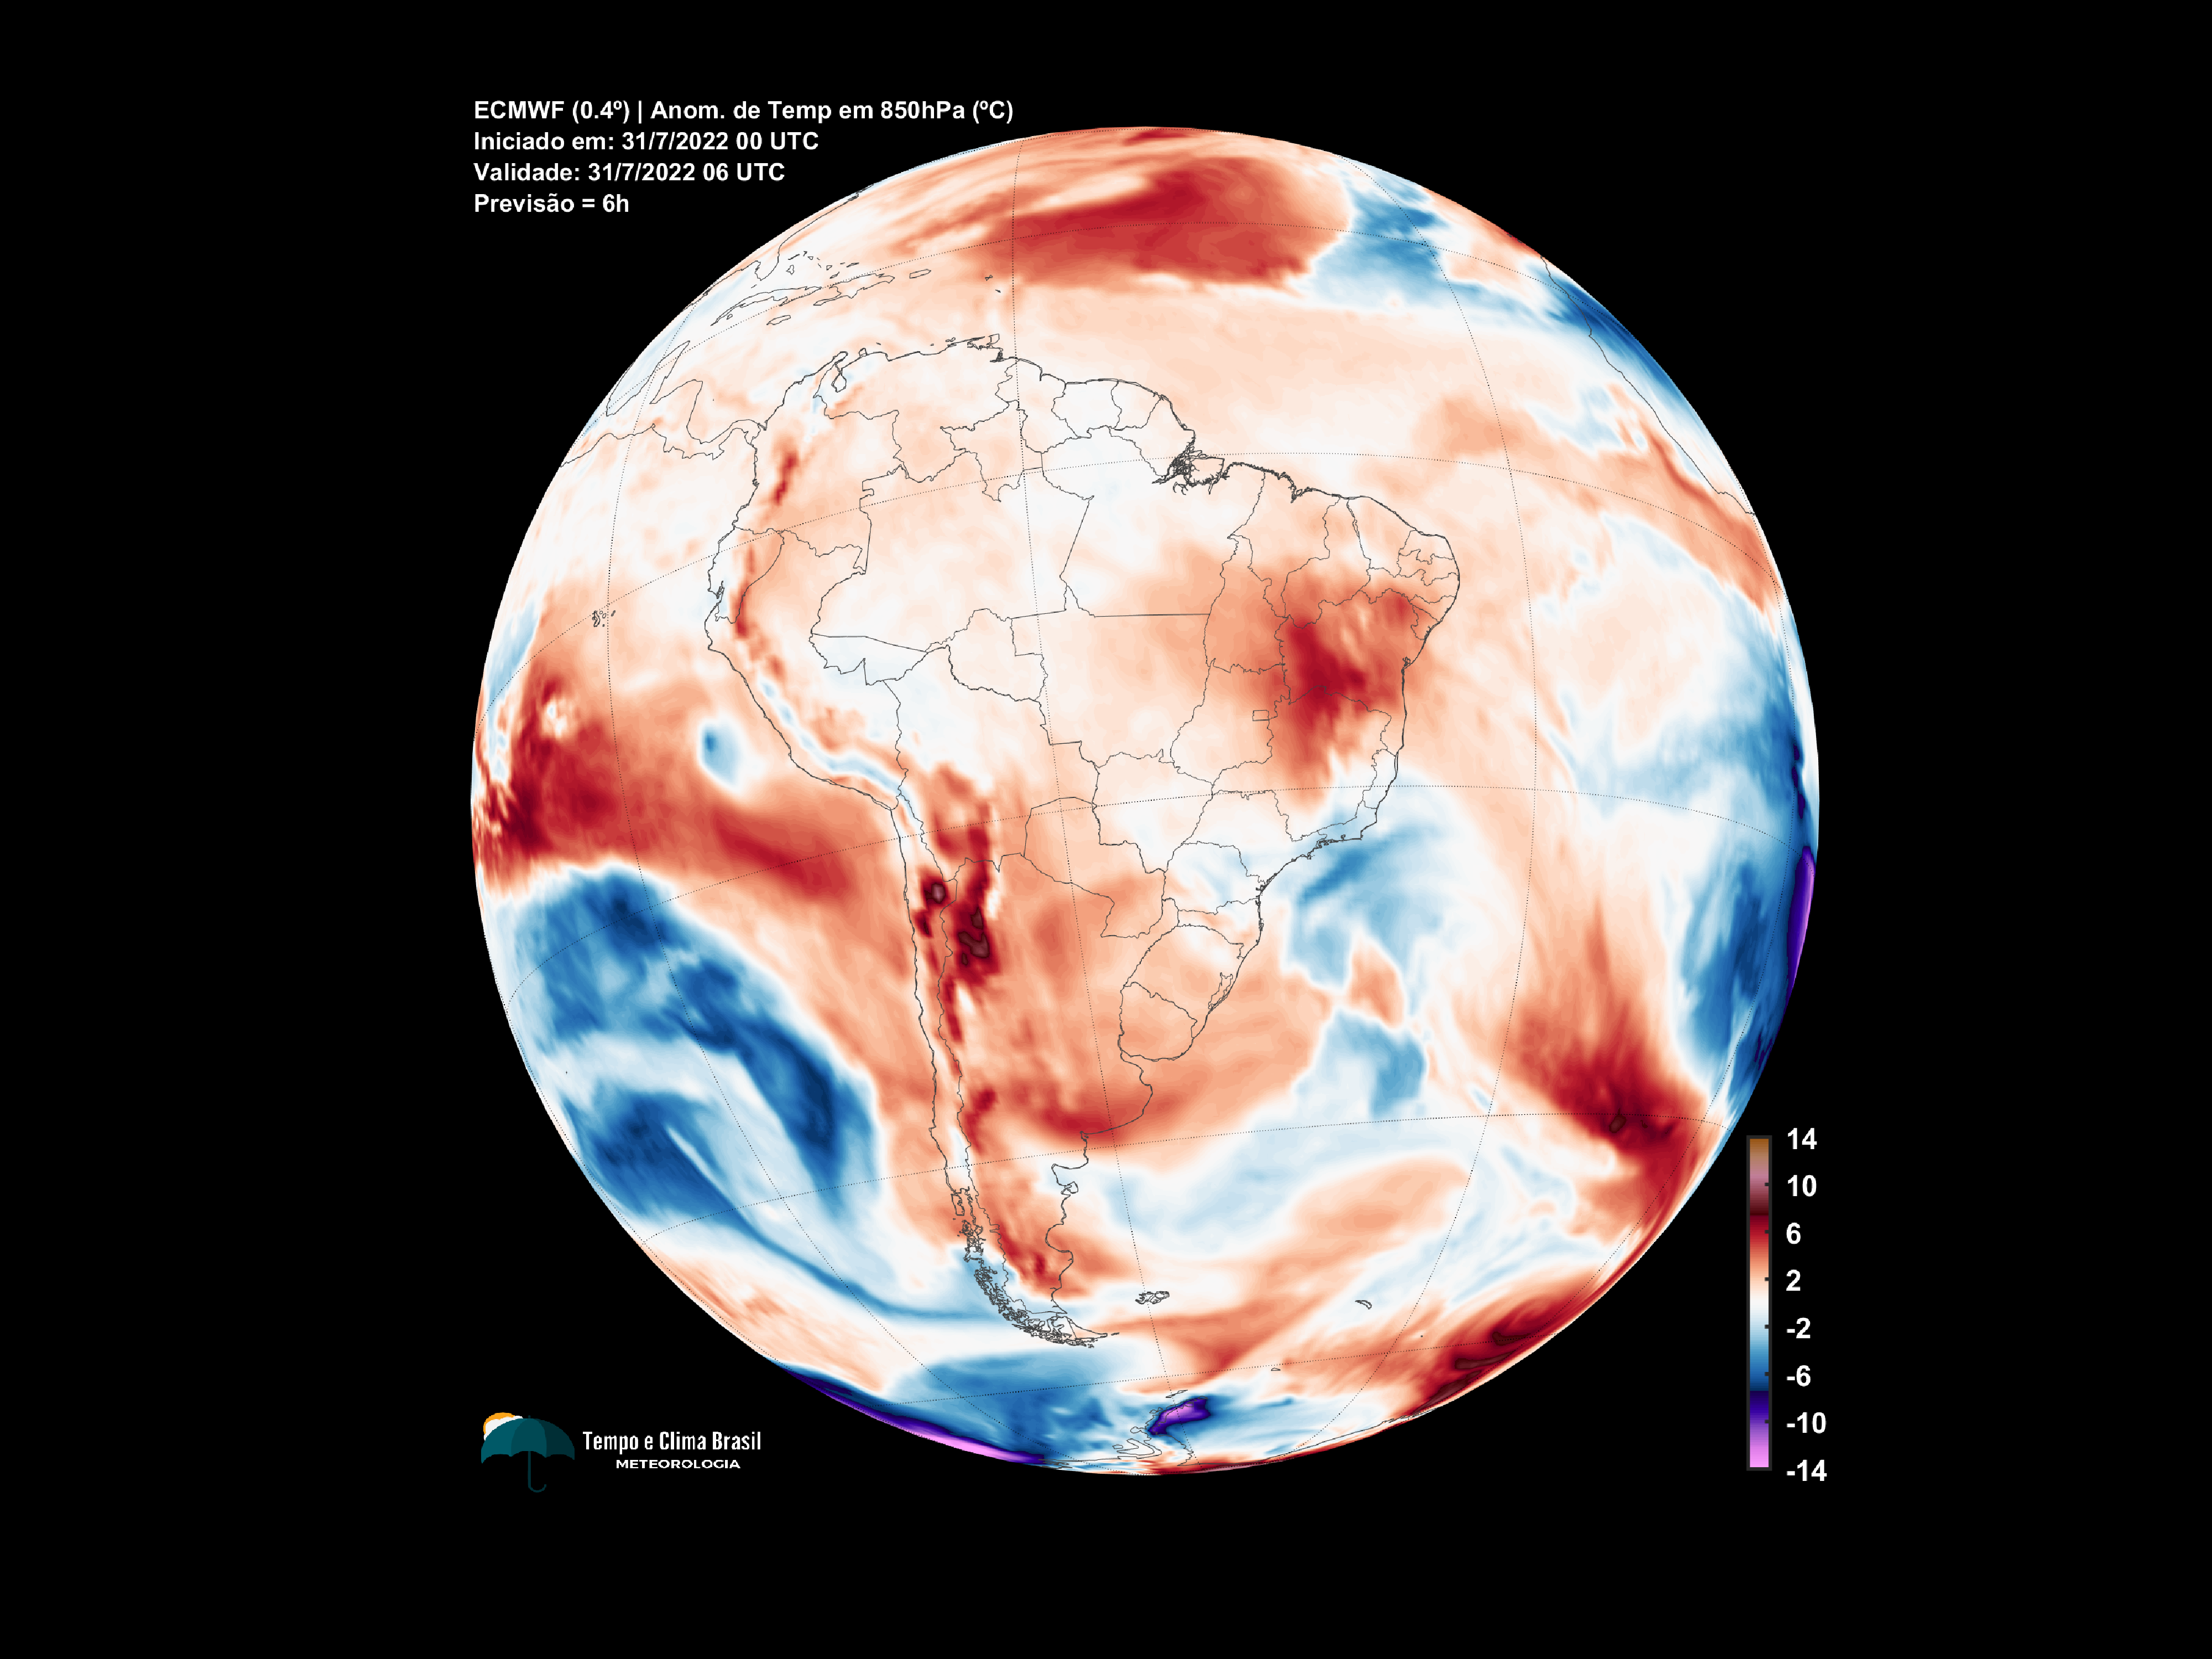 ECMWF (0.4º) | Anom. de Temp em 850hPa (ºC)
Iniciado em: 31/7/2022 00 UTC
Validade: 31/7/2022 06 UTC
Previsão = 6h
14
10
6
2
-2
-6
-10
-14
Tempo e Clima Brasil
METEOROLOGIA